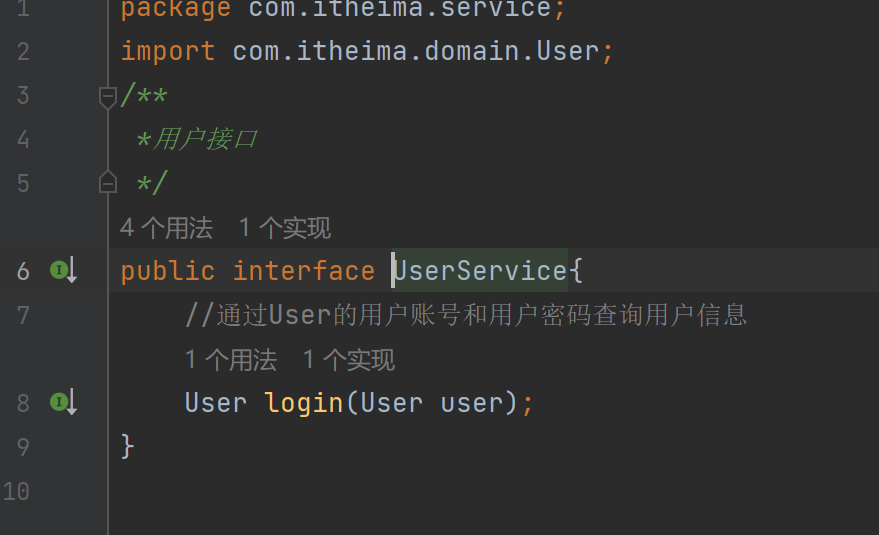 1 package com.itheima.service;
2 import com.itheima.domain.User;
3 /**
4 *用户接口
5 */
4 个用法 1 个实现
6 public interface UserService{
7 //通过User的用户账号和用户密码查询用户信息
1 个用法 1 个实现
8 User login(User user);
9 }
10